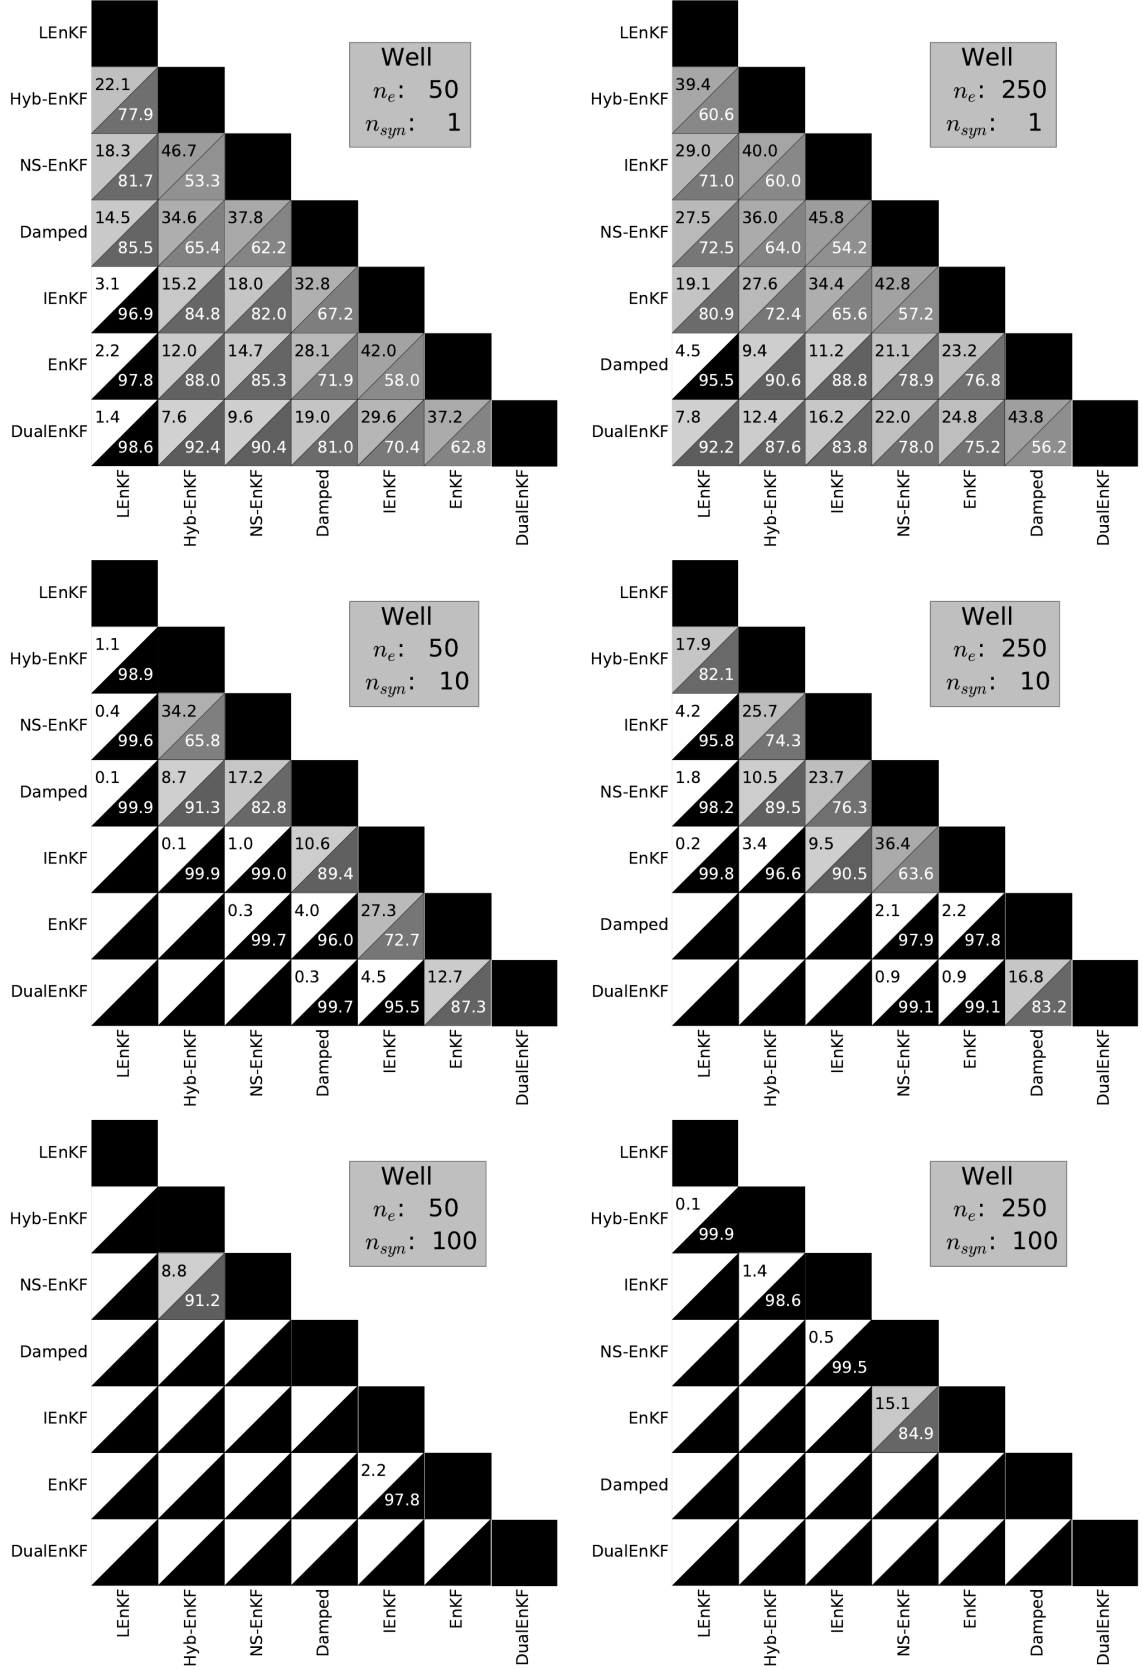 LEnKF
Well
n_e: 50
n_syn: 1
Hyb-EnKF
22.1
77.9
NS-EnKF
18.3 46.7
81.7 53.3
Damped
14.5 34.6 37.8
85.5 65.4 62.2
IEnKF
3.1 15.2 18.0 32.8
96.9 84.8 82.0 67.2
EnKF
2.2 12.0 14.7 28.1 42.0
97.8 88.0 85.3 71.9 58.0
DualEnKF
1.4 7.6 9.6 19.0 29.6 37.2
98.6 92.4 90.4 81.0 70.4 62.8
LEnKF Hyb-EnKF NS-EnKF Damped IEnKF EnKF DualEnKF
LEnKF
Well
n_e: 250
n_syn: 1
Hyb-EnKF
39.4
60.6
IEnKF
29.0 40.0
71.0 60.0
NS-EnKF
27.5 36.0 45.8
72.5 64.0 54.2
EnKF
19.1 27.6 34.4 42.8
80.9 72.4 65.6 57.2
Damped
4.5 9.4 11.2 21.1 23.2
95.5 90.6 88.8 78.9 76.8
DualEnKF
7.8 12.4 16.2 22.0 24.8 43.8
92.2 87.6 83.8 78.0 75.2 56.2
LEnKF Hyb-EnKF IEnKF NS-EnKF EnKF Damped DualEnKF
LEnKF
Well
n_e: 50
n_syn: 10
Hyb-EnKF
1.1
98.9
NS-EnKF
0.4 34.2
99.6 65.8
Damped
0.1 8.7 17.2
99.9 91.3 82.8
IEnKF
0.1 1.0 10.6
99.9 99.0 89.4
EnKF
0.3 4.0 27.3
99.7 96.0 72.7
DualEnKF
0.3 4.5 12.7
99.7 95.5 87.3
LEnKF Hyb-EnKF NS-EnKF Damped IEnKF EnKF DualEnKF
LEnKF
Well
n_e: 250
n_syn: 10
Hyb-EnKF
17.9
82.1
IEnKF
4.2 25.7
95.8 74.3
NS-EnKF
1.8 10.5 23.7
98.2 89.5 76.3
EnKF
0.2 3.4 9.5 36.4
99.8 96.6 90.5 63.6
Damped
2.1 2.2
97.9 97.8
DualEnKF
0.9 0.9 16.8
99.1 99.1 83.2
LEnKF Hyb-EnKF IEnKF NS-EnKF EnKF Damped DualEnKF
LEnKF
Well
n_e: 50
n_syn: 100
Hyb-EnKF
NS-EnKF
8.8
91.2
Damped
IEnKF
EnKF
2.2
97.8
DualEnKF
LEnKF Hyb-EnKF NS-EnKF Damped IEnKF EnKF DualEnKF
LEnKF
Well
n_e: 250
n_syn: 100
Hyb-EnKF
0.1
99.9
IEnKF
1.4
98.6
NS-EnKF
0.5
99.5
EnKF
15.1
84.9
Damped
DualEnKF
LEnKF Hyb-EnKF IEnKF NS-EnKF EnKF Damped DualEnKF